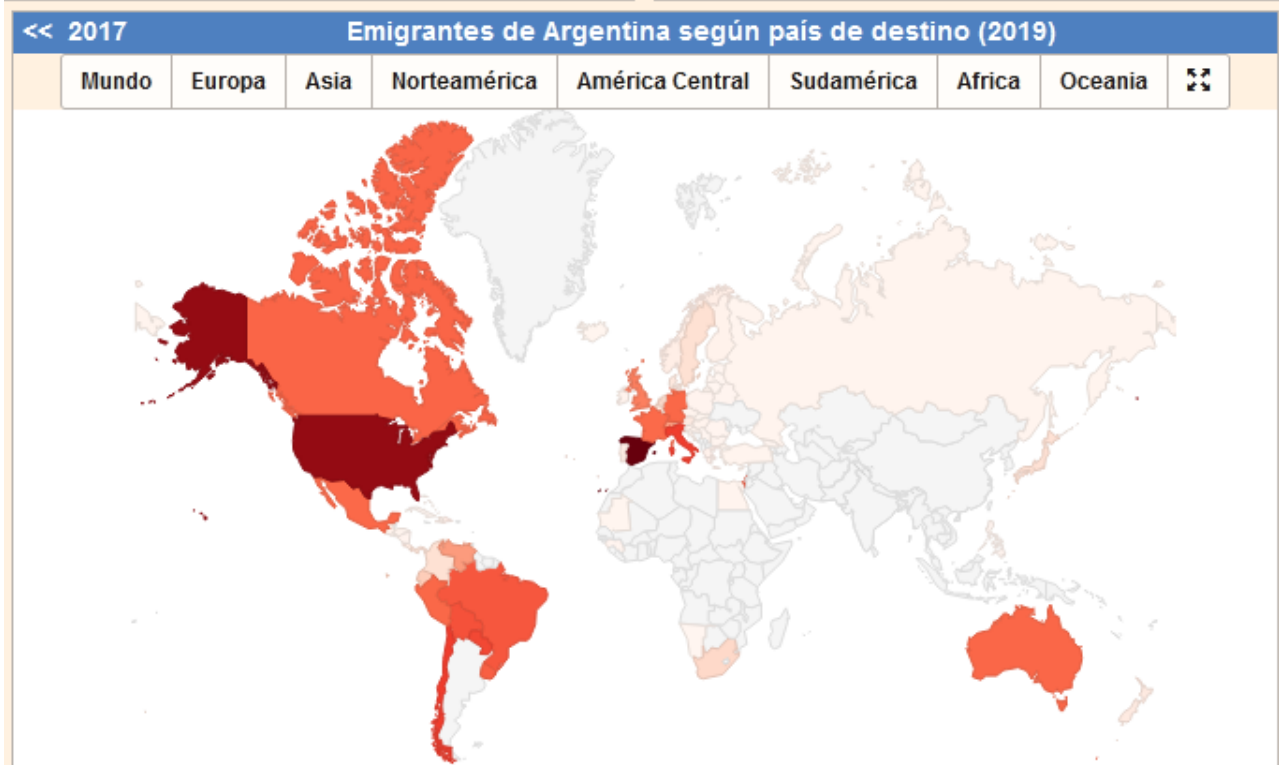 << 2017 Emigrantes de Argentina según país de destino (2019)
Mundo Europa Asia Norteamérica América Central Sudamérica Africa Oceania